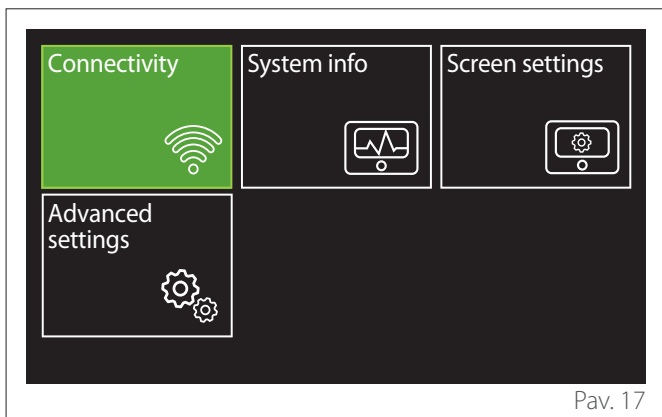 Connectivity
System info
Screen settings
Advanced
settings
Pav. 17